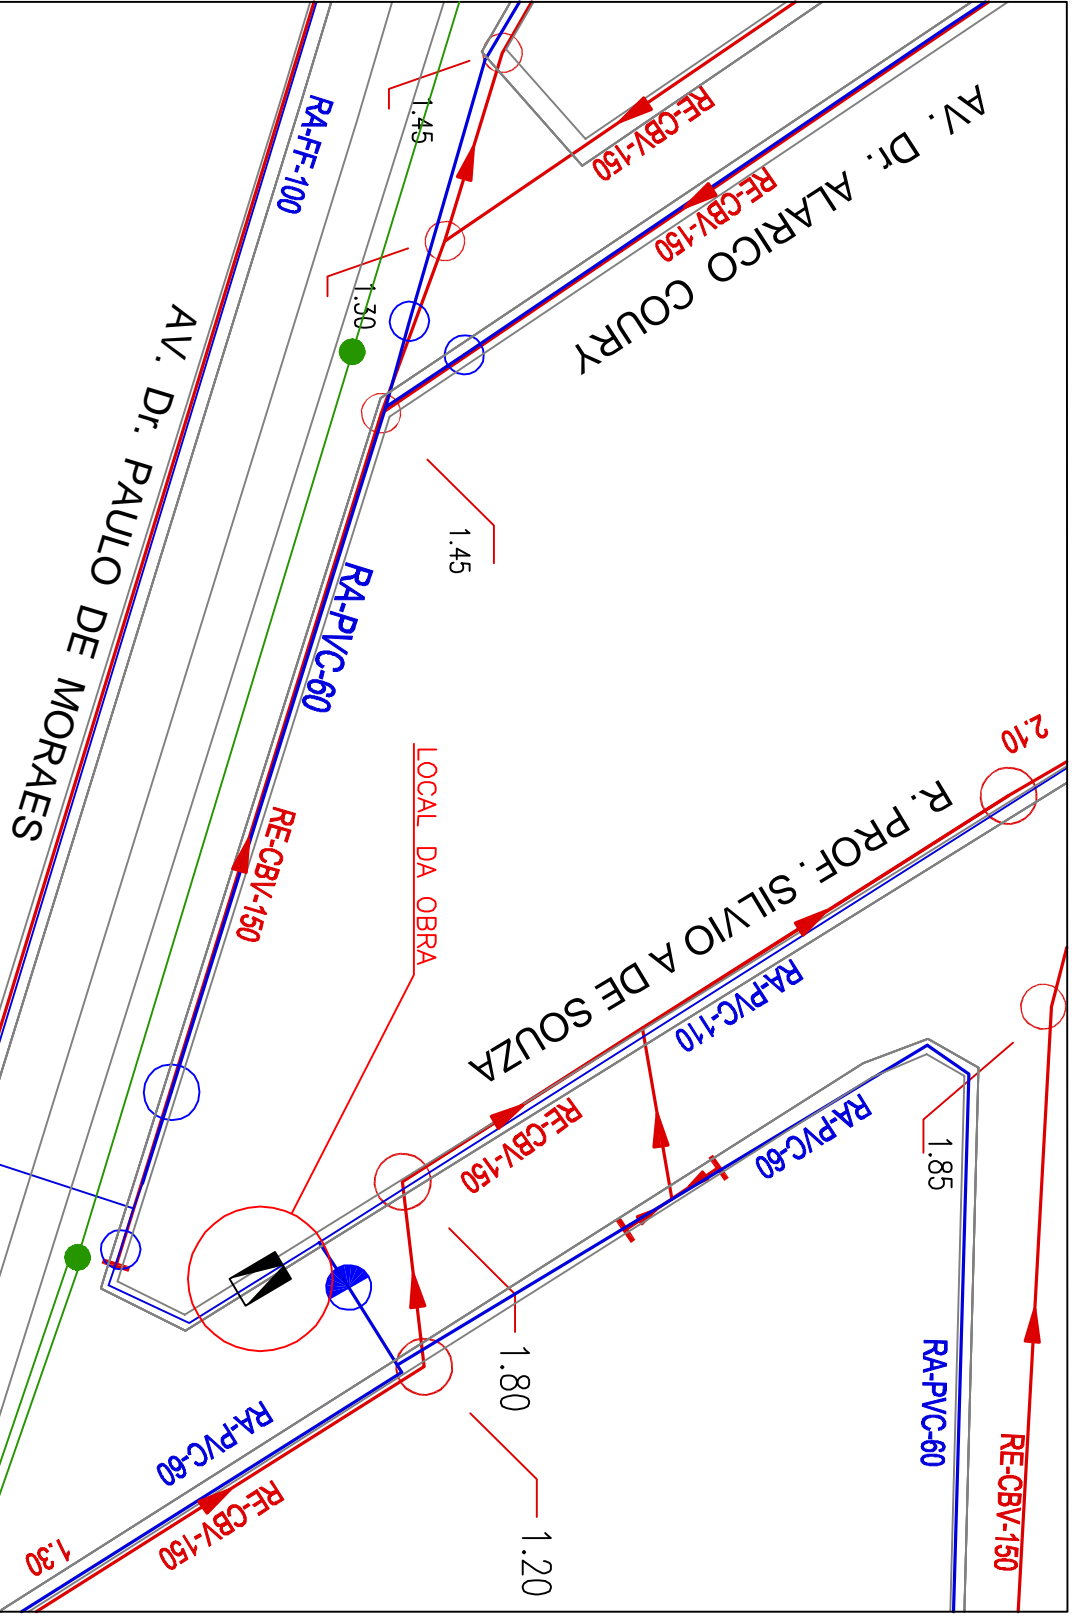 RA-FF-100
1.45
RE-CBV-150
RE-CBV-150
AV. Dr. ALARICO COURY
1.30
AV. Dr. PAULO DE MORAES
1.45
RA-PVC-60
RE-CBV-150
LOCAL DA OBRA
2.10
R. PROF. SILVIO A DE SOUZA
RA-PVC-110
RE-CBV-150
RA-PVC-60
1.85
1.80
RA-PVC-60
RE-CBV-150
RA-PVC-60
RE-CBV-150
1.20
1.30